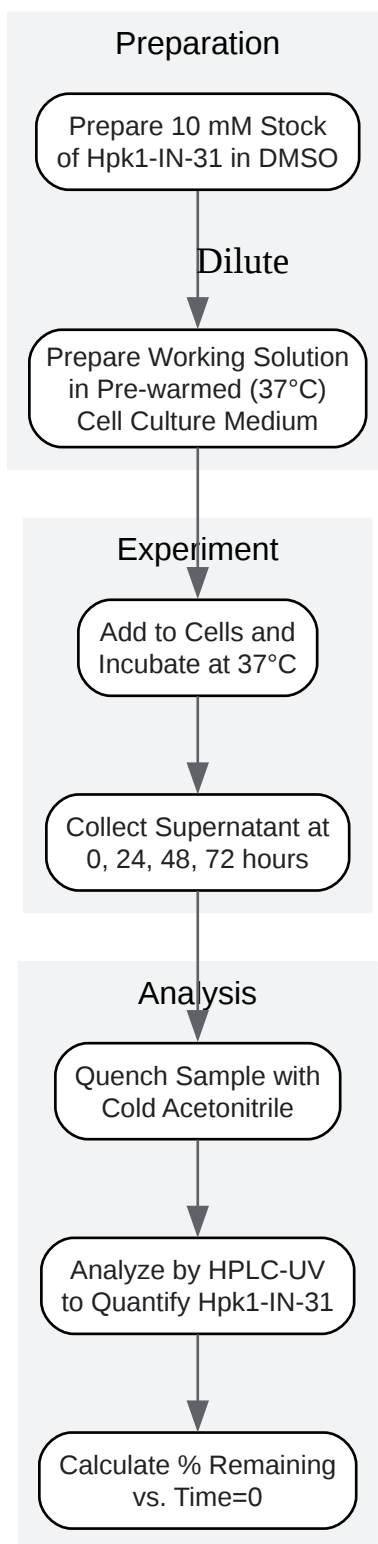 Preparation
Prepare 10 mM Stock
of Hpk1-IN-31 in DMSO
Dilute
Prepare Working Solution
in Pre-warmed (37°C)
Cell Culture Medium
Experiment
Add to Cells and
Incubate at 37°C
Collect Supernatant at
0, 24, 48, 72 hours
Analysis
Quench Sample with
Cold Acetonitrile
Analyze by HPLC-UV
to Quantify Hpk1-IN-31
Calculate % Remaining
vs. Time=0